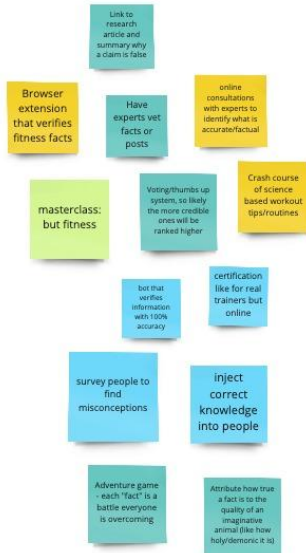 Link to
research
article and
summary why
a claim is false
Browser
extension
that verifies
fitness facts
Have
experts vet
facts or
posts
online
consultations
with experts to
identify what is
accurate/factual
masterclass:
but fitness
Voting/thumbs up
system, so likely
the more credible
ones will be
ranked higher
Crash course
of science
based workout
tips/routines
bot that
verifies
information
with 100%
accuracy
certification
like for real
trainers but
online
survey people to
find
misconceptions
inject
correct
knowledge
into people
Adventure game
- each "fact" is a
battle everyone
is overcoming
Attribute how true
a fact is to the
quality of an
imaginative
animal (like how
holy/demonic it is)